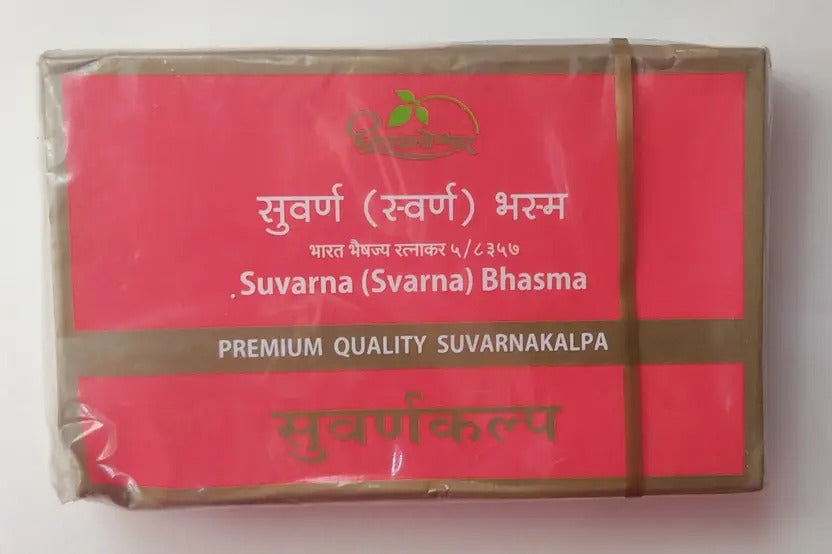 सुवर्ण (स्वर्ण) भस्म
भारत भैषज्य रत्नाकर ५/८३५७
Suvarna (Svarna) Bhasma
PREMIUM QUALITY SUVARNAKALPA
सुवर्णकल्प